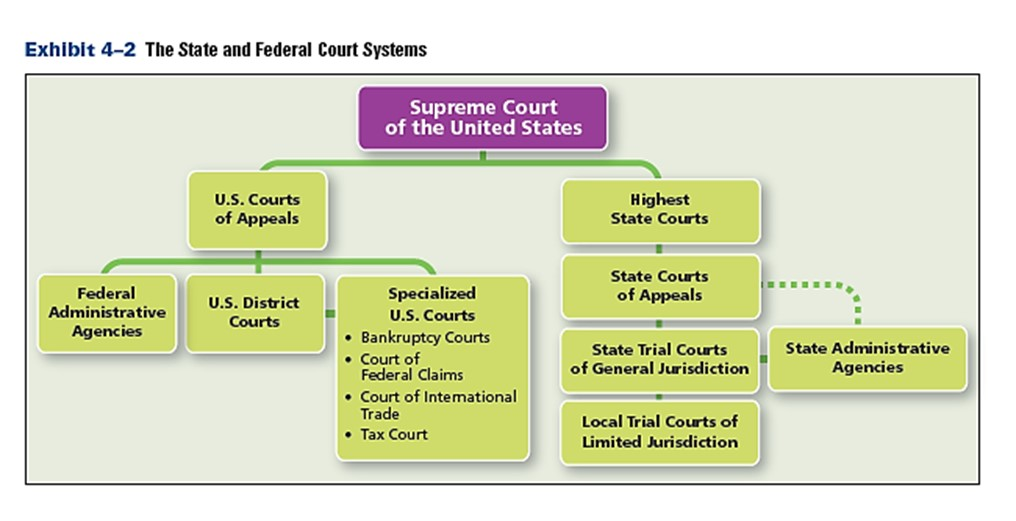 Exhibit 4–2 The State and Federal Court Systems
Supreme Court
of the United States
U.S. Courts
of Appeals
Highest
State Courts
Federal
Administrative
Agencies
U.S. District
Courts
Specialized
U.S. Courts
• Bankruptcy Courts
• Court of
Federal Claims
• Court of International
Trade
• Tax Court
State Courts
of Appeals
State Trial Courts
of General Jurisdiction
State Administrative
Agencies
Local Trial Courts of
Limited Jurisdiction